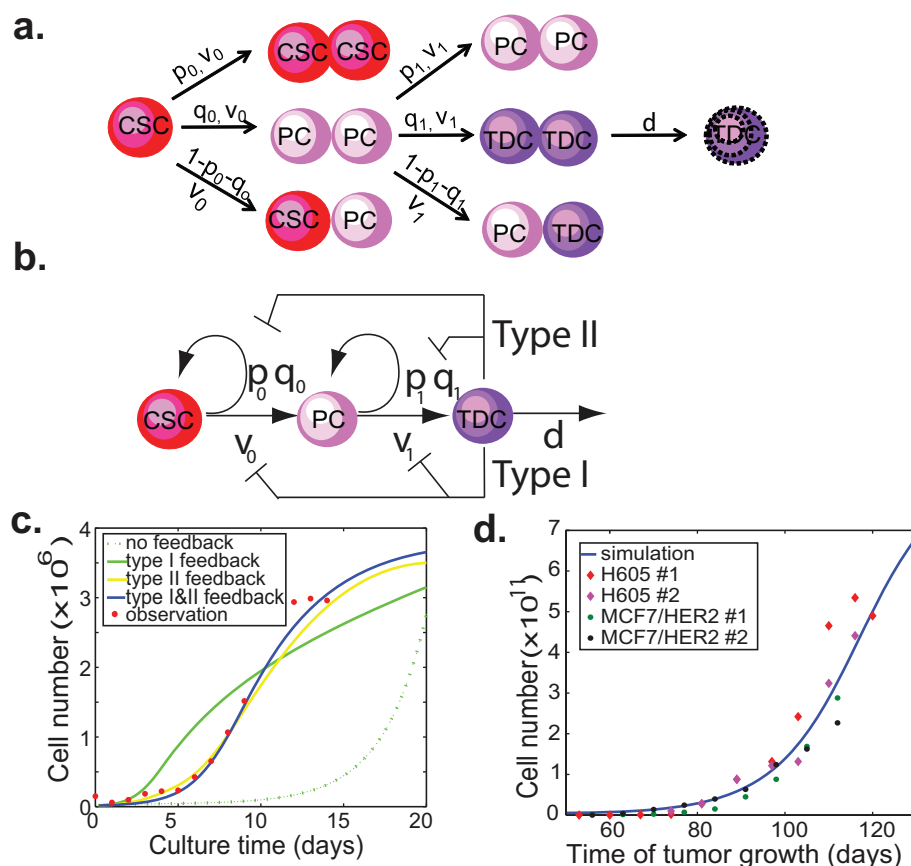 a.
CSC
p0, v0
CSC CSC
q0, v0
PC PC
1-p0-q0
v0
CSC PC
p1, v1
PC PC
q1, v1
TDC TDC
1-p1-q1
v1
PC TDC
d
TDC
b.
Type II
p0 q0
p1 q1
CSC
PC
TDC
v0
v1
d
Type I
c.
Cell number (×10^6)
4
3
2
1
0
no feedback
type I feedback
type II feedback
type I&II feedback
observation
0 5 10 15 20
Culture time (days)
d.
Cell number (×10^11)
7
6
5
4
3
2
1
0
simulation
H605 #1
H605 #2
MCF7/HER2 #1
MCF7/HER2 #2
60 80 100 120
Time of tumor growth (days)